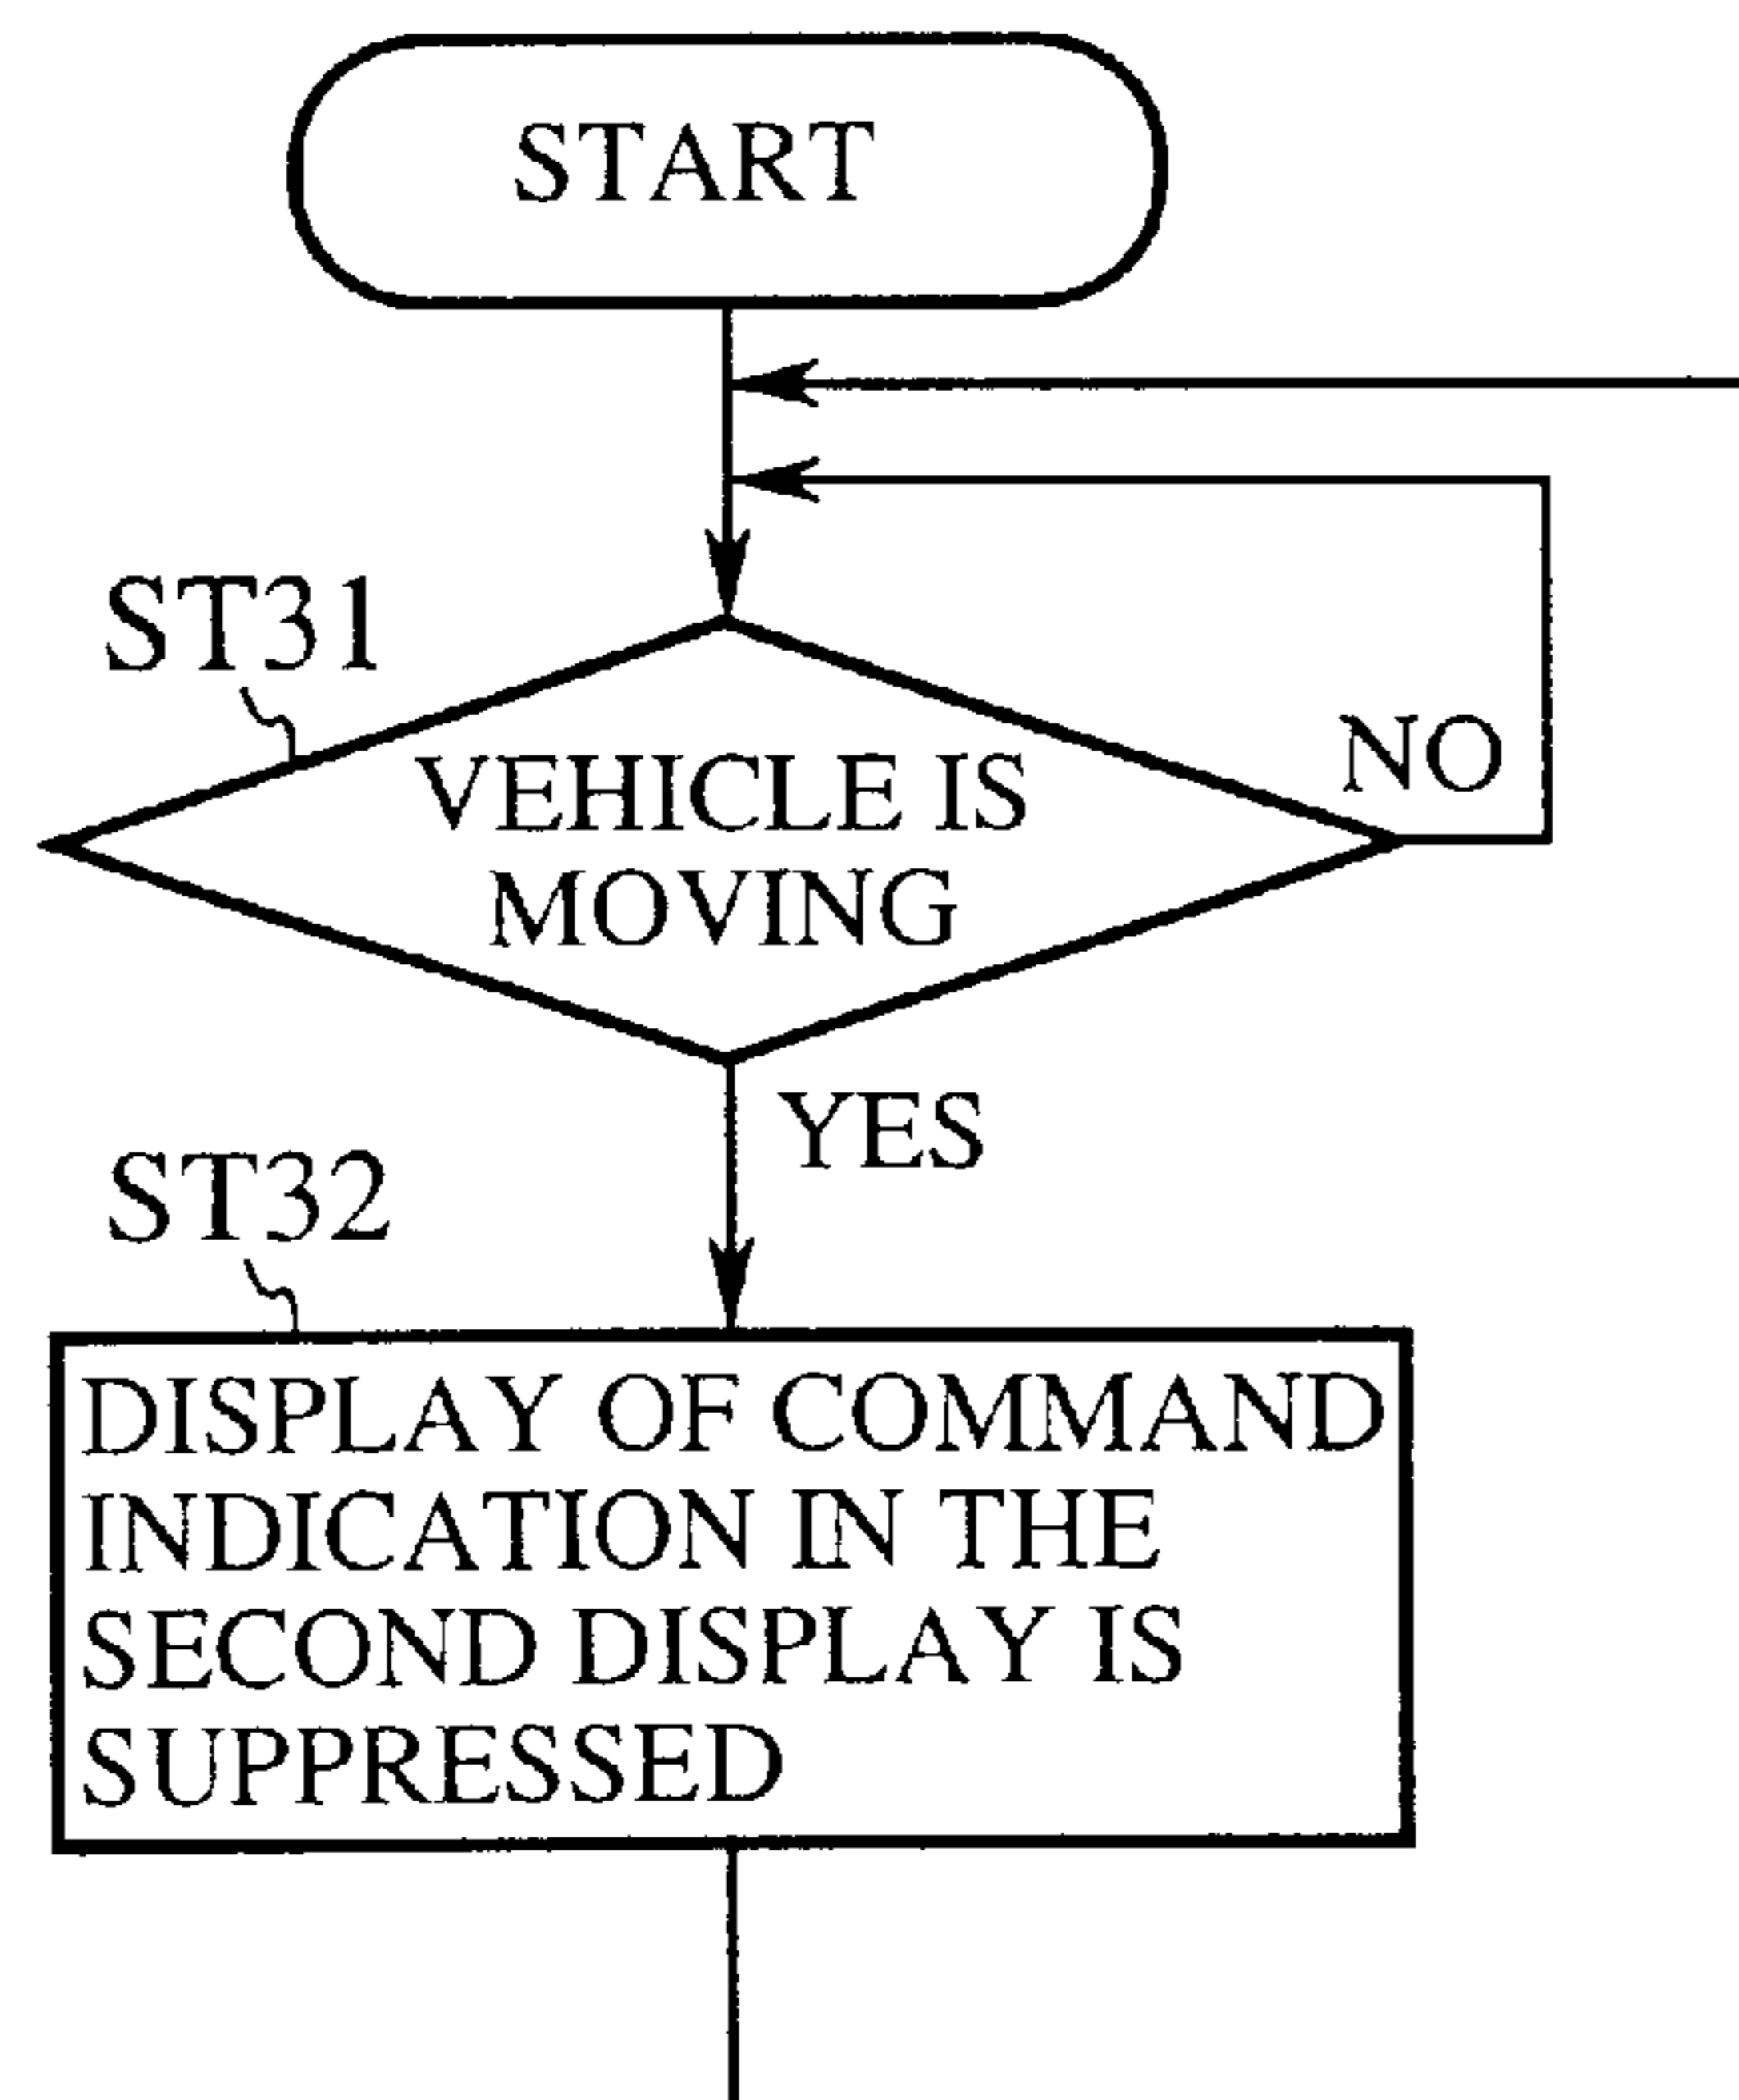 START
ST31
VEHICLE IS
MOVING
NO
YES
ST32
DISPLAY OF COMMAND
INDICATION IN THE
SECOND DISPLAY IS
SUPPRESSED